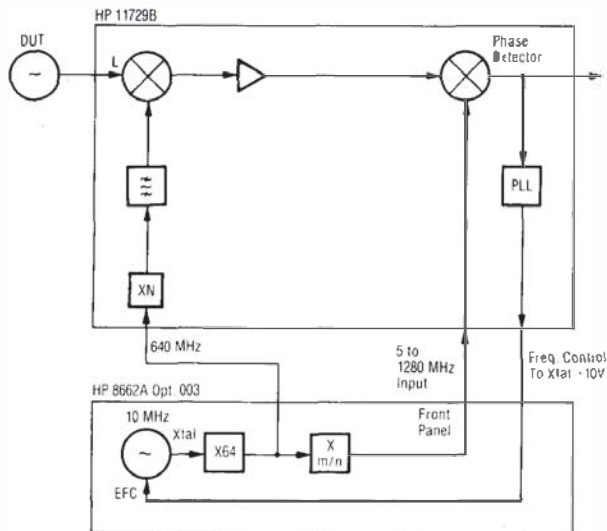 HP 11729B
DUT
~
L
Phase
Detector
PLL
XN
640 MHz
5 to
1280 MHz
Input
Freq. Control
To Xtal
10V
HP 8662A Opt. 003
10 MHz
Xtal
X64
X
m/n
Front
Panel
~
EFC